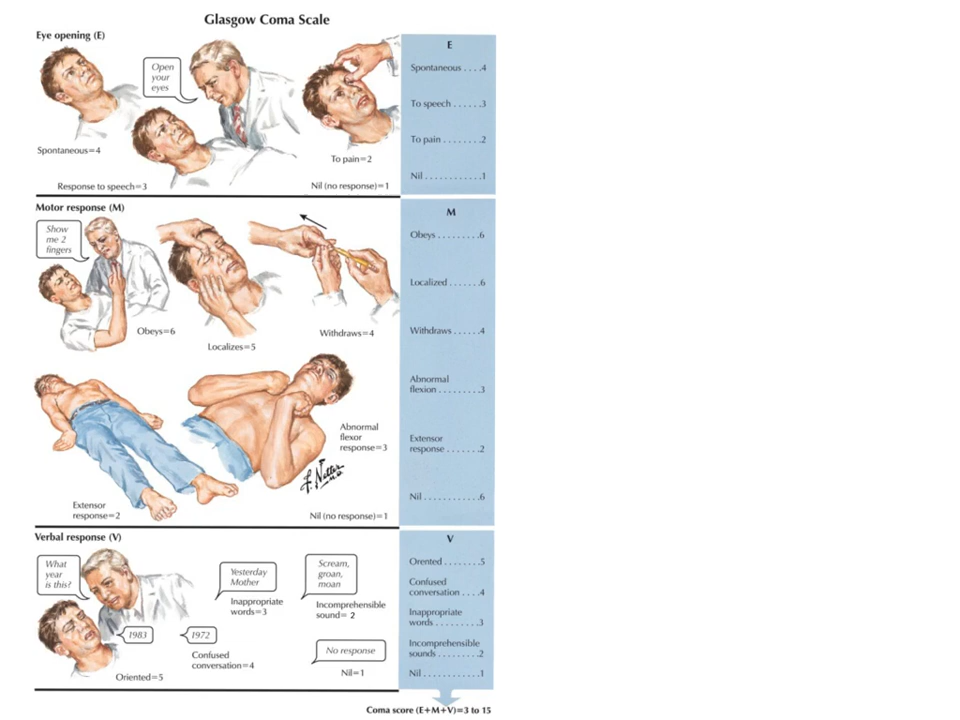 Glasgow Coma Scale
Eye opening (E)
Open
your
eyes
Spontaneous=4
Response to speech=3
To pain=2
Nil (no response)=1
E
Spontaneous . . . .4
To speech . . . . . .3
To pain . . . . . . . .2
Nil . . . . . . . . . . .1
Motor response (M)
Show
me 2
fingers
Obeys=6
Localizes=5
Withdraws=4
Abnormal
flexor
response=3
F. Netter
M.D.
Extensor
response=2
Nil (no response)=1
M
Obeys . . . . . . . . .6
Localized . . . . . . .6
Withdraws . . . . . .4
Abnormal
flexion . . . . . . . . .3
Extensor
response . . . . . . .2
Nil . . . . . . . . . . . .6
Verbal response (V)
What
year
is this?
1983
Oriented=5
1972
Confused
conversation=4
Yesterday
Mother
Inappropriate
words=3
Scream,
groan,
moan
Incomprehensible
sound= 2
No response
Nil=1
V
Orented . . . . . . . .5
Confused
conversation . . . .4
Inappropriate
words . . . . . . . . .3
Incomprehensible
sounds . . . . . . . . .2
Nil . . . . . . . . . . . .1
Coma score (E+M+V)=3 to 15